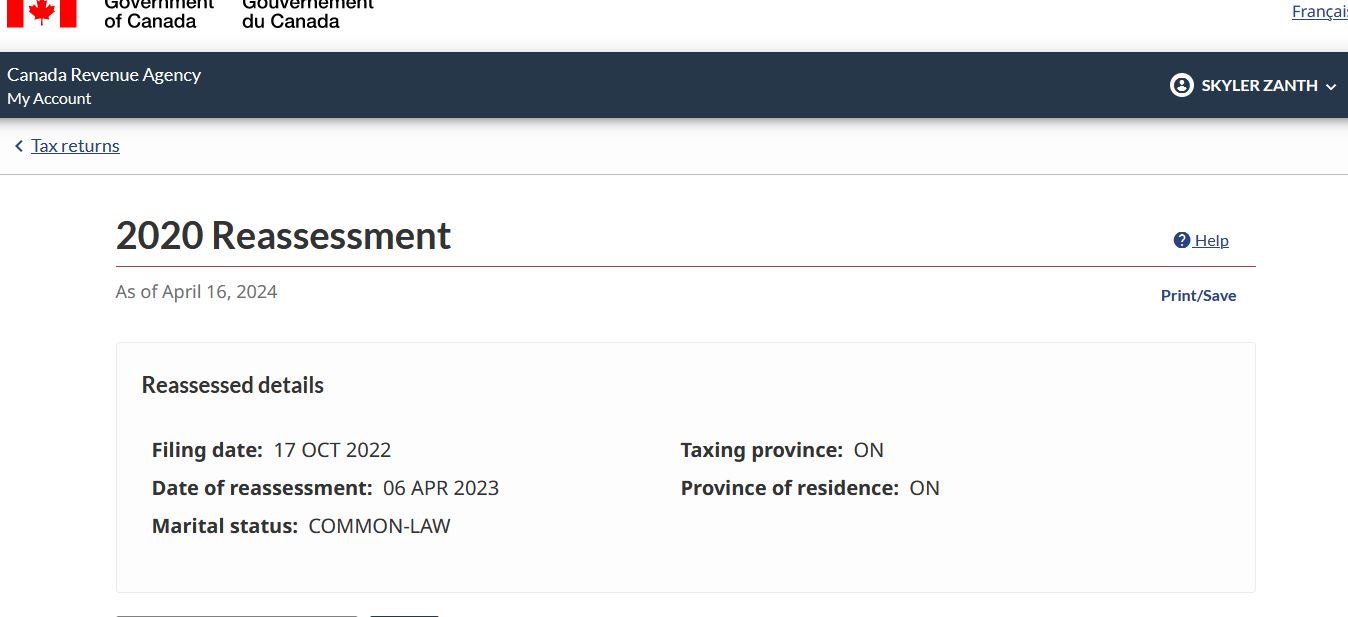 Government Gouvernement
of Canada du Canada
Français
Canada Revenue Agency
My Account
SKYLER ZANTH
Tax returns
2020 Reassessment
Help
As of April 16, 2024
Print/Save
Reassessed details
Filing date: 17 OCT 2022 Taxing province: ON
Date of reassessment: 06 APR 2023 Province of residence: ON
Marital status: COMMON-LAW